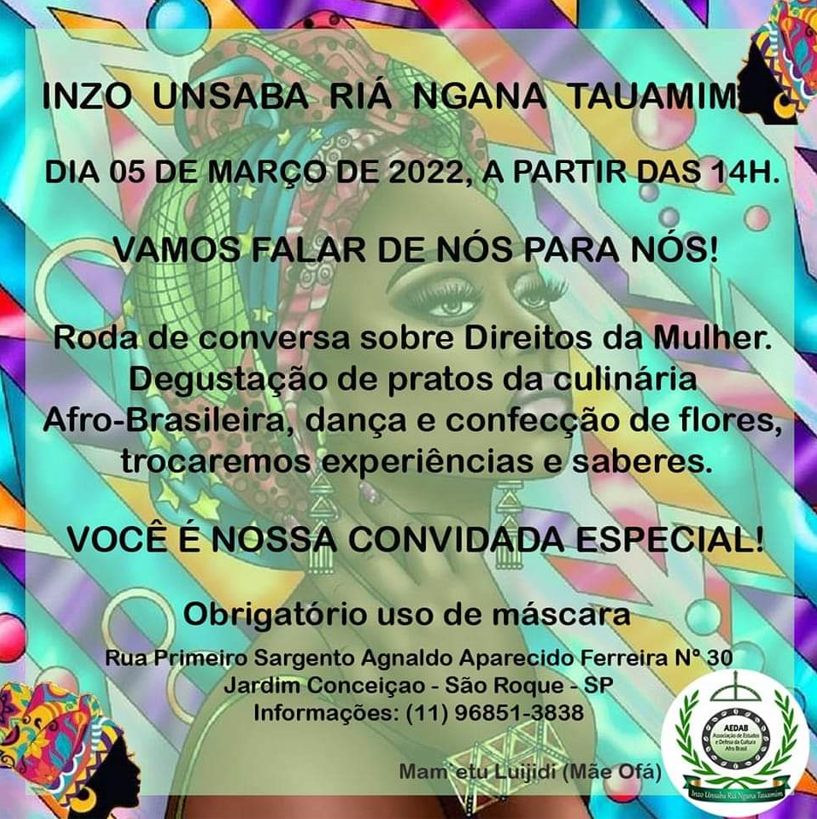 INZO UNSABA RIÁ NGANA TAUAMIM
DIA 05 DE MARÇO DE 2022, A PARTIR DAS 14H.
VAMOS FALAR DE NÓS PARA NÓS!
Roda de conversa sobre Direitos da Mulher.
Degustação de pratos da culinária
Afro-Brasileira, dança e confecção de flores,
trocaremos experiências e saberes.
VOCÊ É NOSSA CONVIDADA ESPECIAL!
Obrigatório uso de máscara
Rua Primeiro Sargento Agnaldo Aparecido Ferreira N° 30
Jardim Conceiçao - São Roque - SP
Informações: (11) 96851-3838
Mam`etu Luijidi (Mãe Ofá)
AEDAB
Associação de Estudos
e Defesa da Cultura
Afro Brasil
Inzo Unsaba Riá Ngana Tauamim